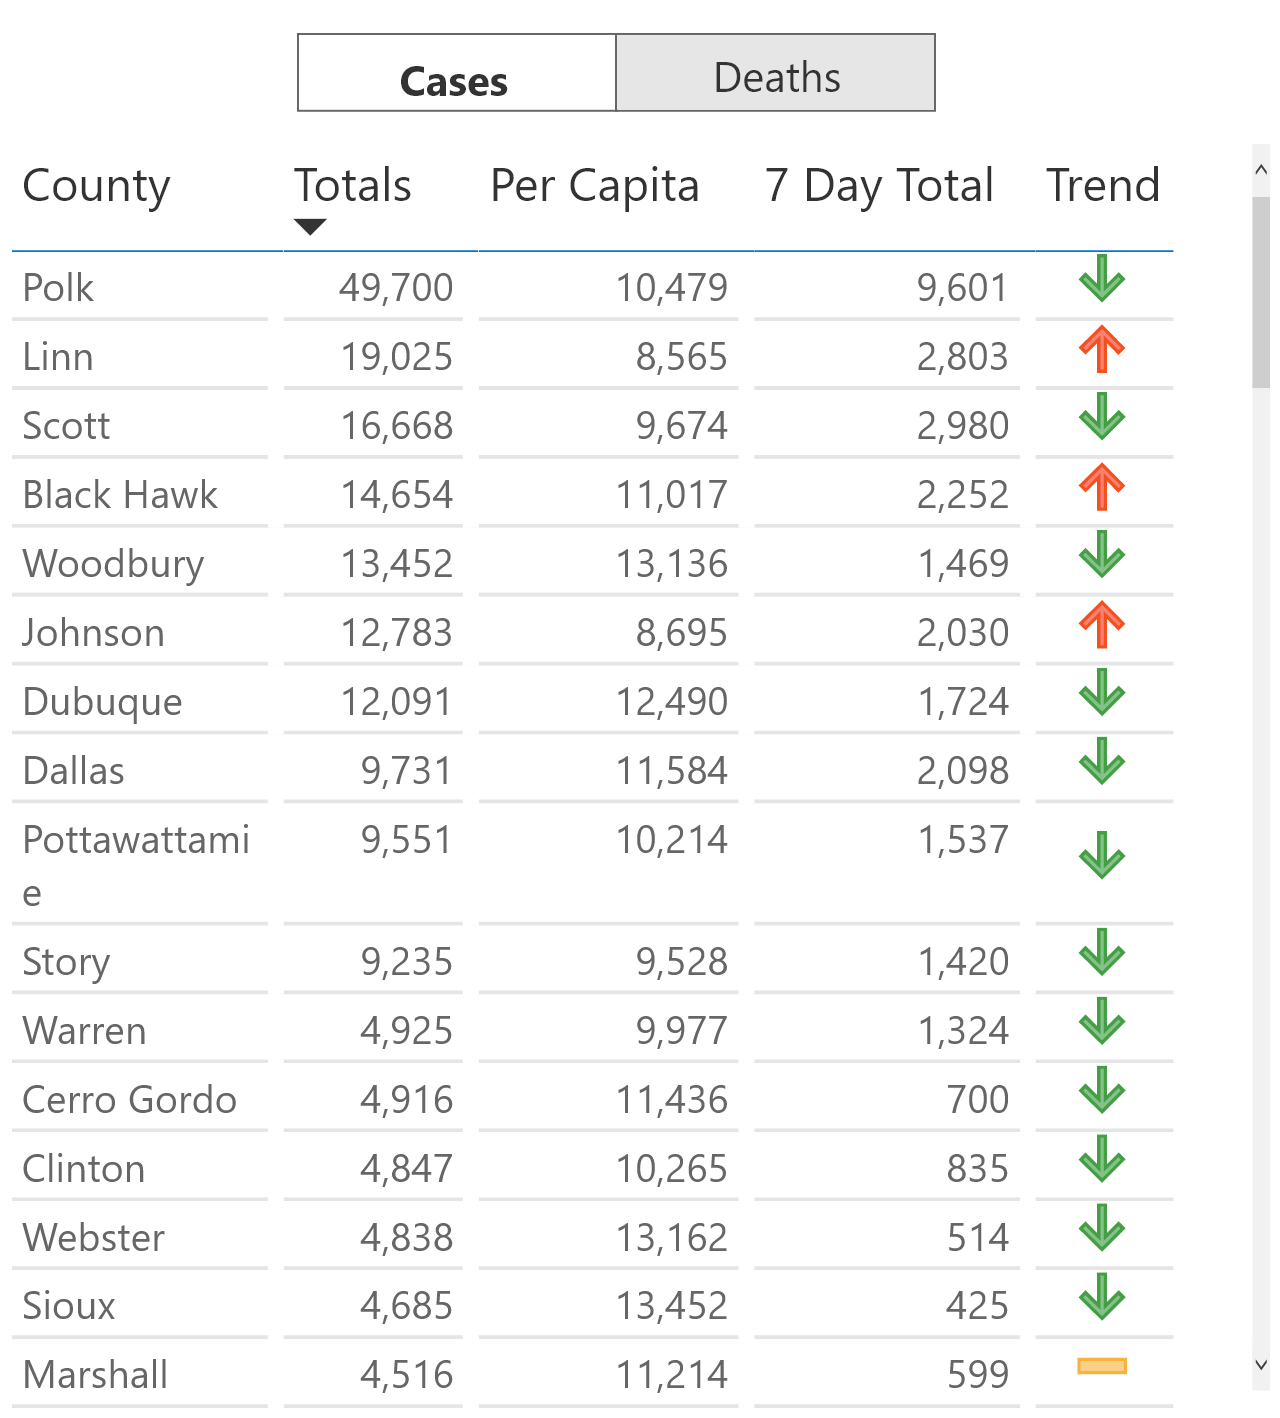 Cases Deaths
County Totals Per Capita 7 Day Total Trend
Polk 49,700 10,479 9,601
Linn 19,025 8,565 2,803
Scott 16,668 9,674 2,980
Black Hawk 14,654 11,017 2,252
Woodbury 13,452 13,136 1,469
Johnson 12,783 8,695 2,030
Dubuque 12,091 12,490 1,724
Dallas 9,731 11,584 2,098
Pottawattami 9,551 10,214 1,537
e
Story 9,235 9,528 1,420
Warren 4,925 9,977 1,324
Cerro Gordo 4,916 11,436 700
Clinton 4,847 10,265 835
Webster 4,838 13,162 514
Sioux 4,685 13,452 425
Marshall 4,516 11,214 599